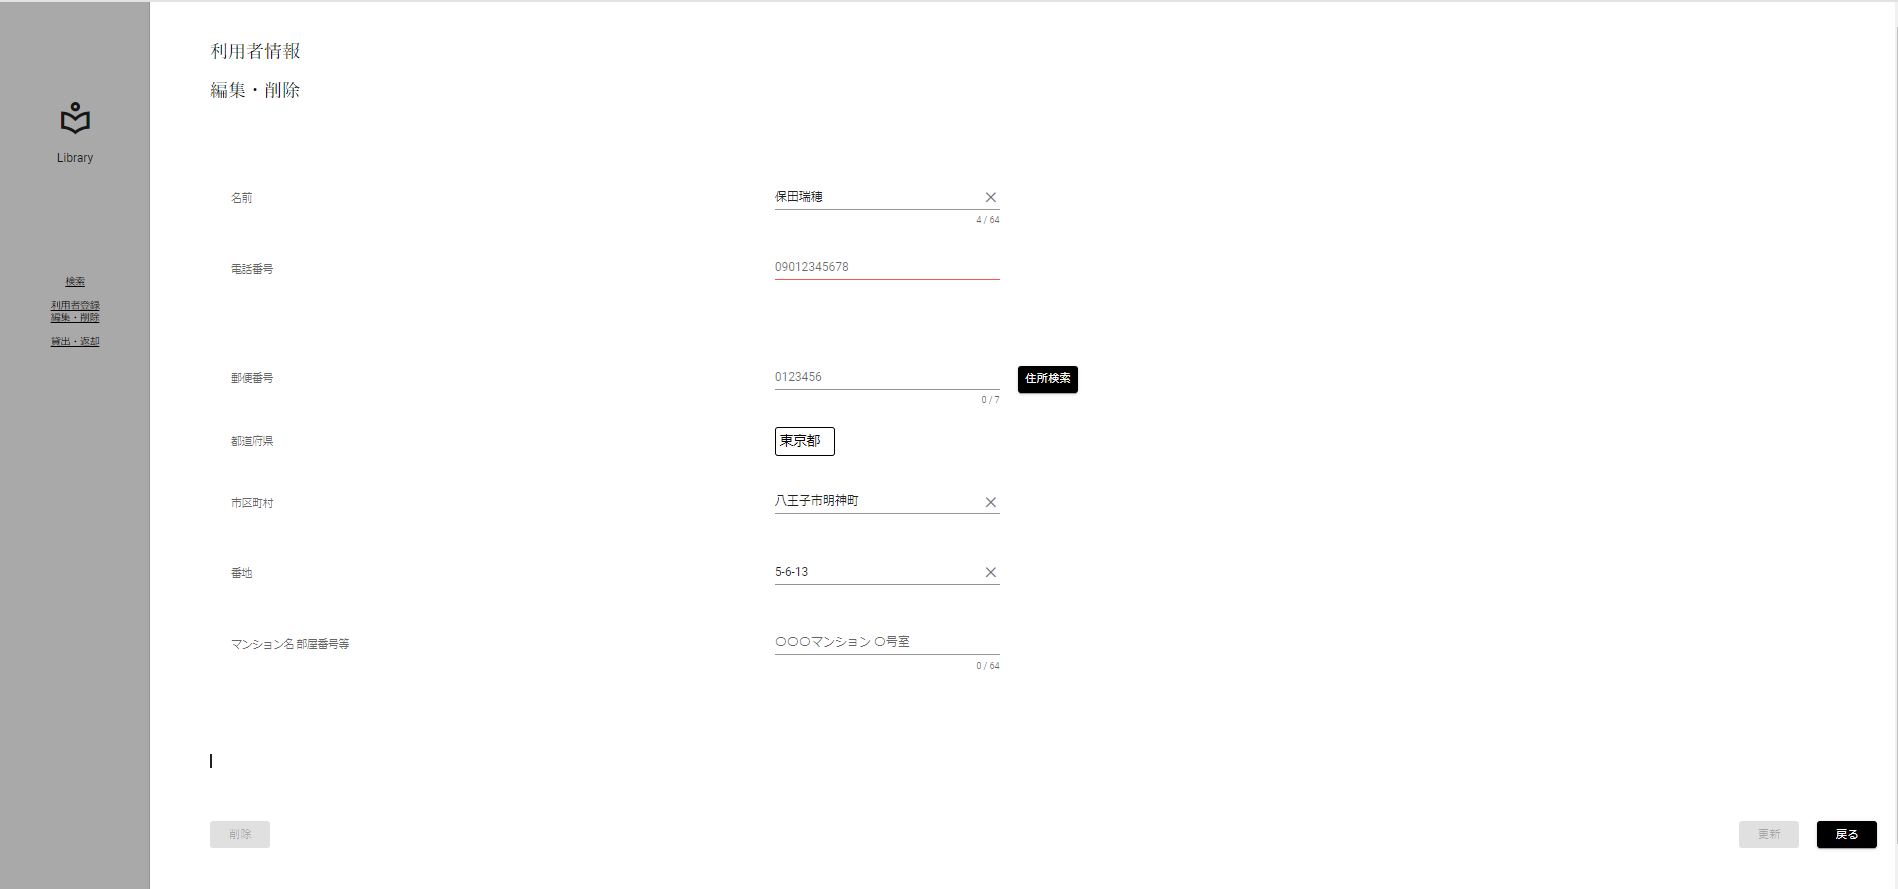 Library
検索
利用者登録
編集・削除
貸出・返却
利用者情報
編集・削除
名前
保田瑞穂
4 / 64
電話番号
09012345678
郵便番号
0123456
住所検索
0 / 7
都道府県
東京都
市区町村
八王子市明神町
番地
5-6-13
マンション名 部屋番号等
〇〇〇マンション 〇号室
0 / 64
削除
更新
戻る